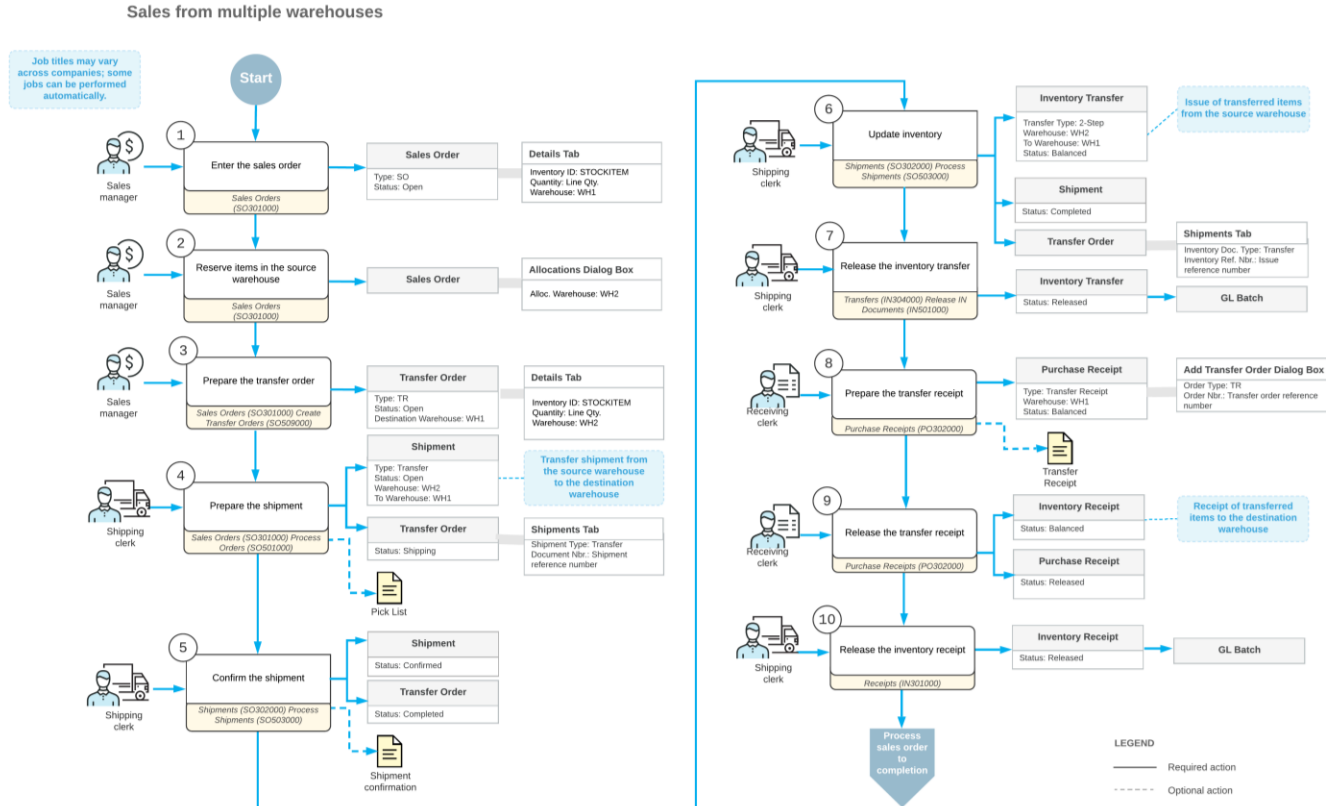 Sales from multiple warehouses
Job titles may vary
across companies; some
jobs can be performed
automatically.
Start
1
Enter the sales order
Sales Orders
(SO301000)
Sales
manager
Sales Order
Type: SO
Status: Open
Details Tab
Inventory ID: STOCKITEM
Quantity: Line Qty.
Warehouse: WH1
2
Reserve items in the source
warehouse
Sales Orders
(SO301000)
Sales
manager
Sales Order
Allocations Dialog Box
Alloc. Warehouse: WH2
3
Prepare the transfer order
Sales Orders (SO301000) Create
Transfer Orders (SO509000)
Sales
manager
Transfer Order
Type: TR
Status: Open
Destination Warehouse: WH1
Details Tab
Inventory ID: STOCKITEM
Quantity: Line Qty.
Warehouse: WH2
4
Prepare the shipment
Sales Orders (SO301000) Process
Orders (SO501000)
Shipping
clerk
Shipment
Type: Transfer
Status: Open
Warehouse: WH2
To Warehouse: WH1
Transfer shipment from
the source warehouse
to the destination
warehouse
Transfer Order
Status: Shipping
Shipments Tab
Shipment Type: Transfer
Document Nbr.: Shipment
reference number
Pick List
5
Confirm the shipment
Shipments (SO302000) Process
Shipments (SO503000)
Shipping
clerk
Shipment
Status: Confirmed
Transfer Order
Status: Completed
Shipment
confirmation
6
Update inventory
Shipments (SO302000) Process
Shipments (SO503000)
Shipping
clerk
Inventory Transfer
Transfer Type: 2-Step
Warehouse: WH2
To Warehouse: WH1
Status: Balanced
Issue of transferred items
from the source warehouse
Shipment
Status: Completed
Transfer Order
Shipments Tab
Inventory Doc. Type: Transfer
Inventory Ref. Nbr.: Issue
reference number
7
Release the inventory transfer
Transfers (IN304000) Release IN
Documents (IN501000)
Shipping
clerk
Inventory Transfer
Status: Released
GL Batch
8
Prepare the transfer receipt
Purchase Receipts (PO302000)
Receiving
clerk
Purchase Receipt
Type: Transfer Receipt
Warehouse: WH1
Status: Balanced
Add Transfer Order Dialog Box
Order Type: TR
Order Nbr.: Transfer order reference
number
Transfer
Receipt
9
Release the transfer receipt
Purchase Receipts (PO302000)
Receiving
clerk
Inventory Receipt
Status: Balanced
Receipt of transferred
items to the destination
warehouse
Purchase Receipt
Status: Released
10
Release the inventory receipt
Receipts (IN301000)
Shipping
clerk
Inventory Receipt
Status: Released
GL Batch
Process
sales order
to
completion
LEGEND
Required action
Optional action